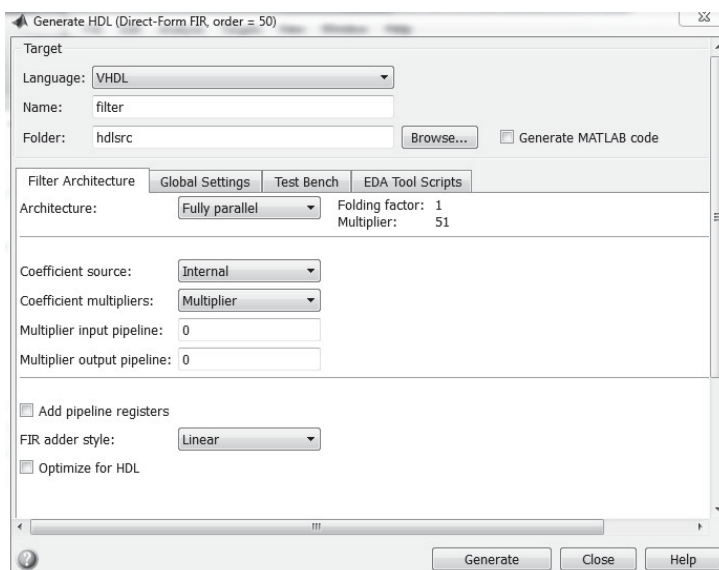 Generate HDL (Direct-Form FIR, order = 50)
Target
Language: VHDL
Name: filter
Folder: hdlsrc Browse... Generate MATLAB code
Filter Architecture Global Settings Test Bench EDA Tool Scripts
Architecture: Fully parallel Folding factor: 1
Multiplier: 51
Coefficient source: Internal
Coefficient multipliers: Multiplier
Multiplier input pipeline: 0
Multiplier output pipeline: 0
Add pipeline registers
FIR adder style: Linear
Optimize for HDL
Generate Close Help